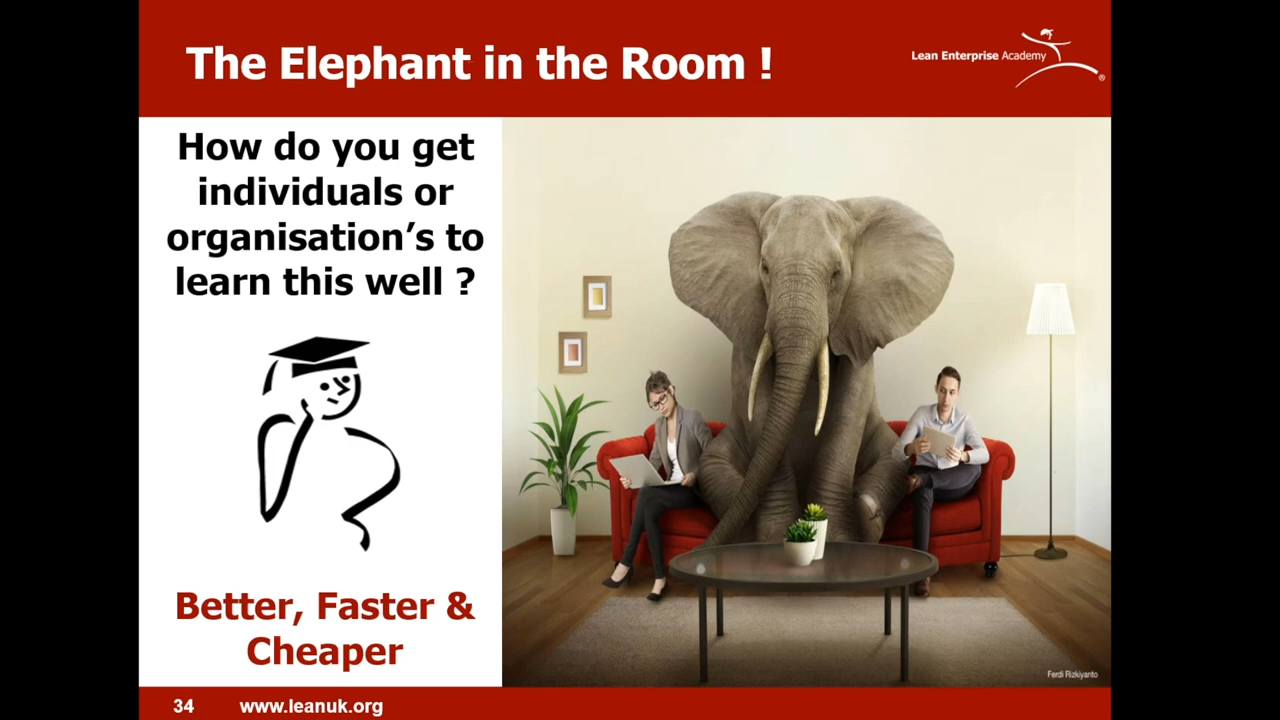 The Elephant in the Room !
Lean Enterprise Academy
®
How do you get
individuals or
organisation’s to
learn this well ?
Better, Faster &
Cheaper
Ferdi Rizkiyanto
34 www.leanuk.org